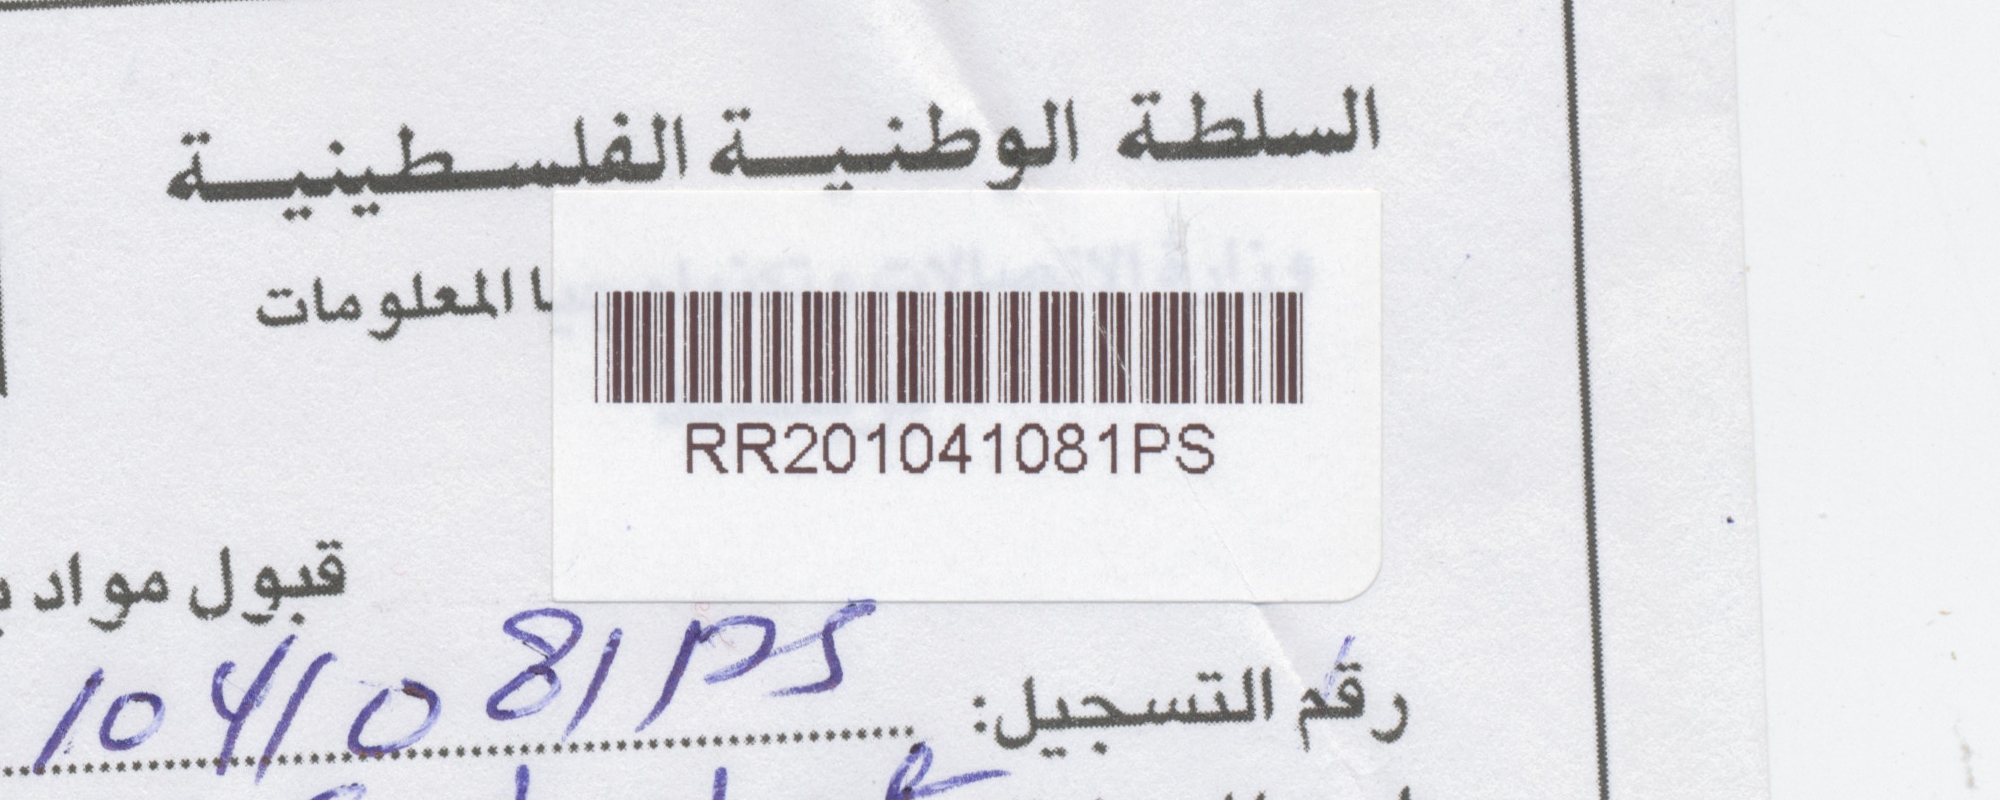 السلطة الوطنية الفلسطينية
ا المعلومات
RR201041081PS
قبول مواد
رقم التسجيل: 1041081PS